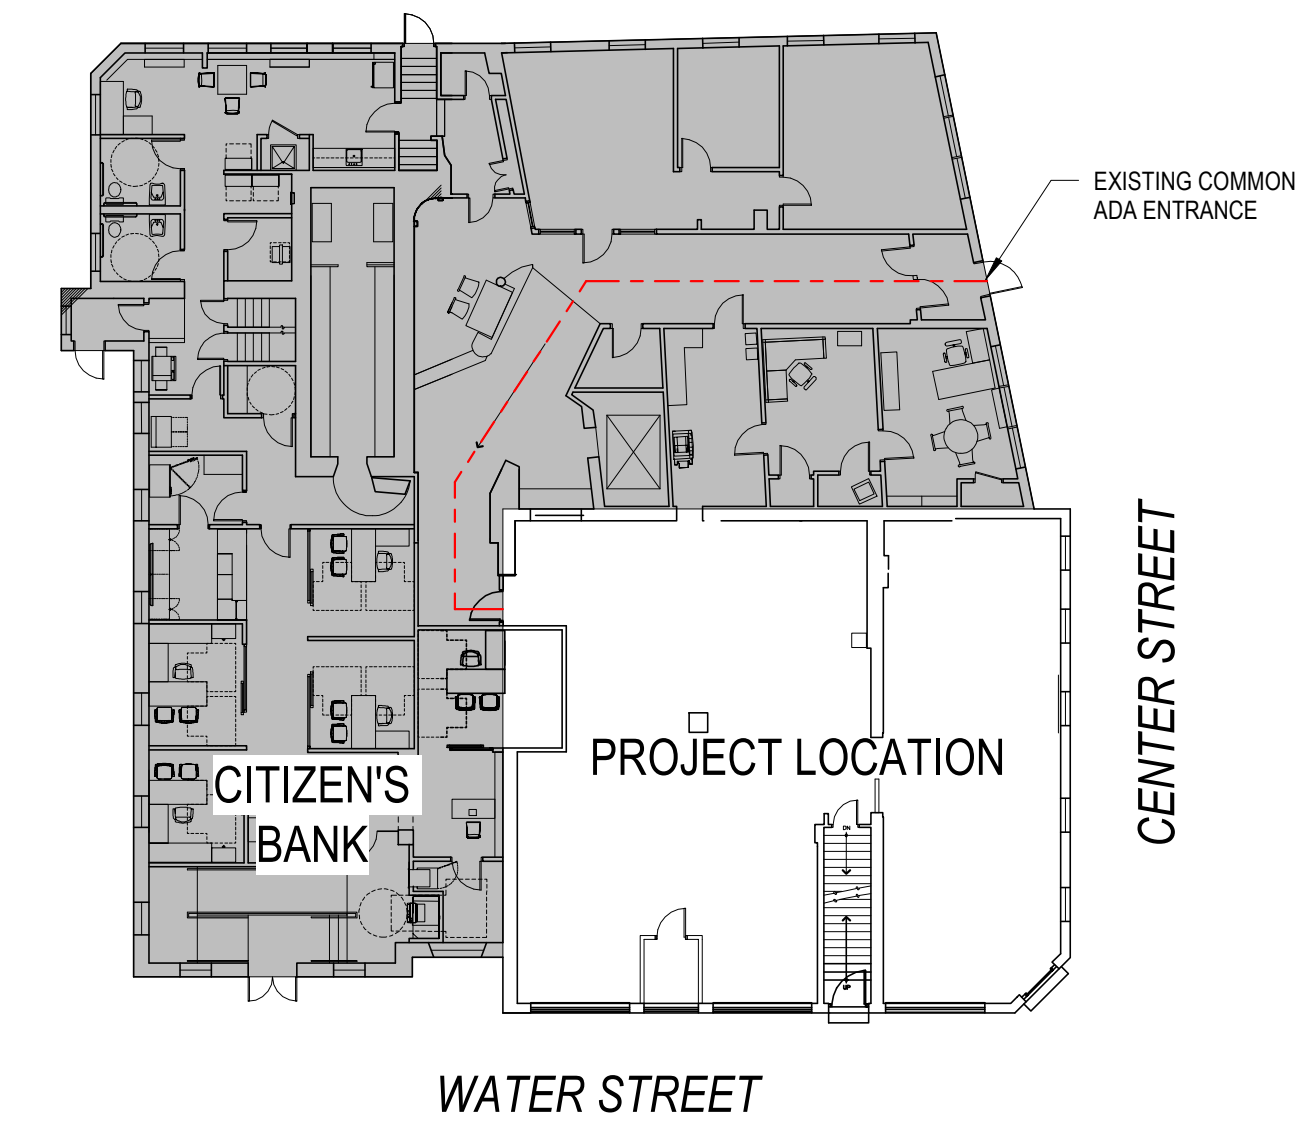 EXISTING COMMON
ADA ENTRANCE
CENTER STREET
PROJECT LOCATION
CITIZEN'S
BANK
DN
UP
WATER STREET